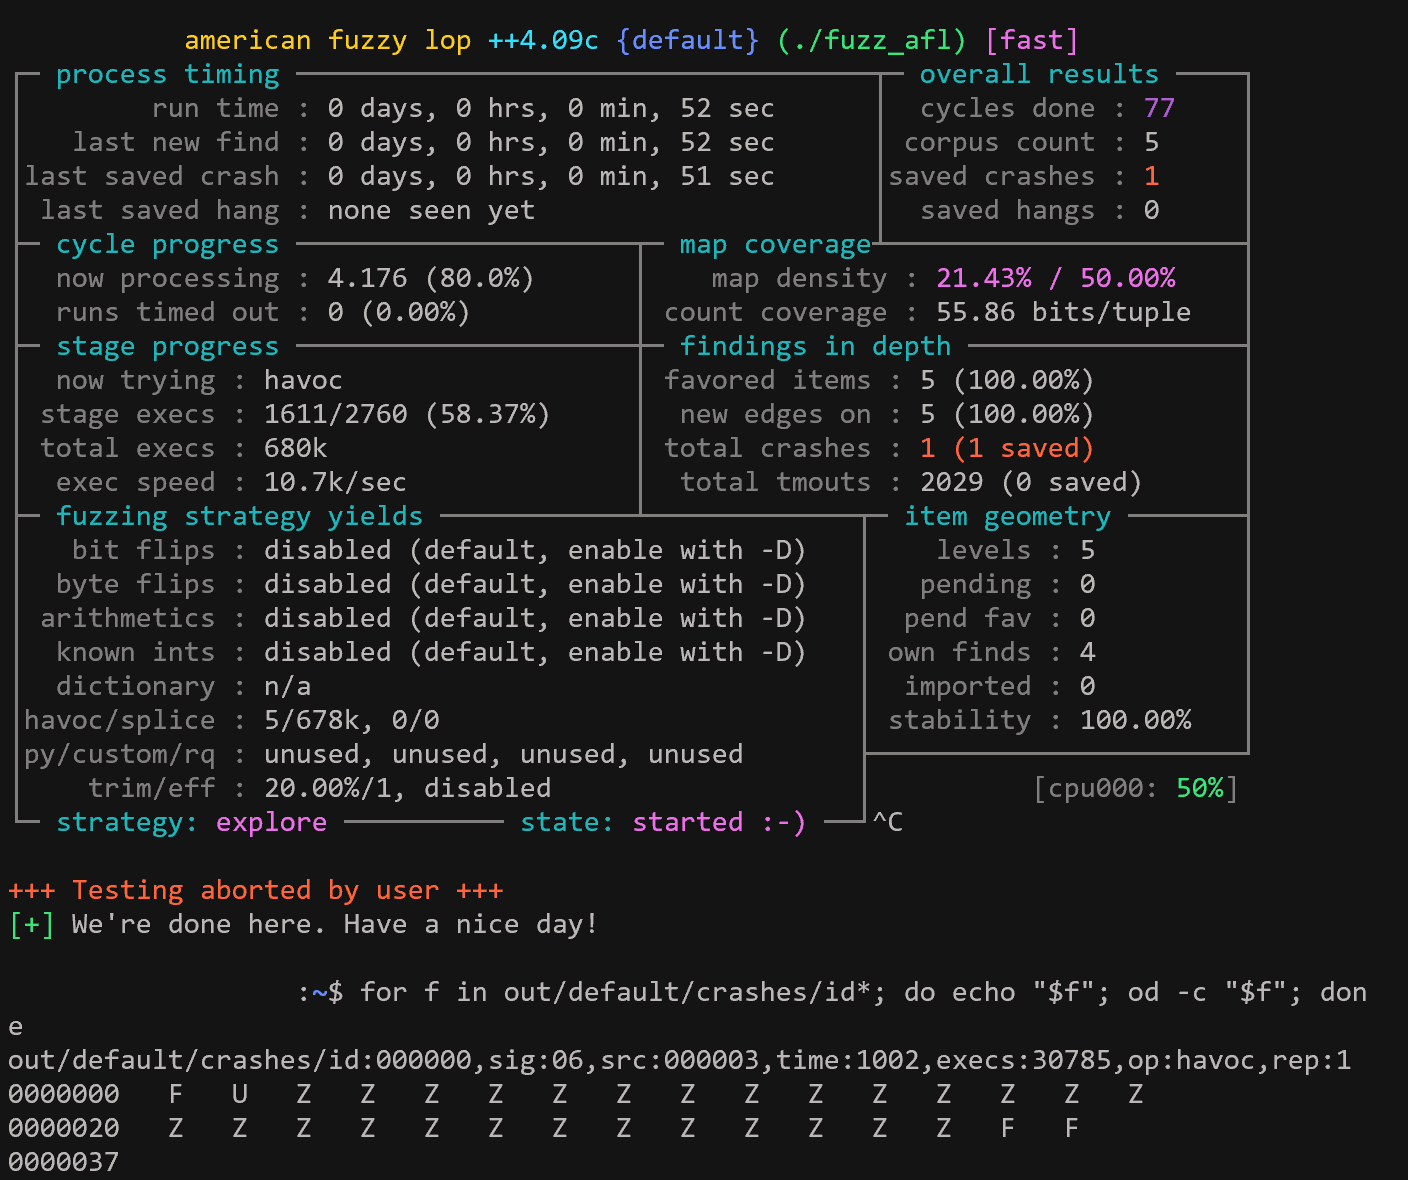 american fuzzy lop ++4.09c {default} (./fuzz_afl) [fast]
process timing overall results
run time : 0 days, 0 hrs, 0 min, 52 sec cycles done : 77
last new find : 0 days, 0 hrs, 0 min, 52 sec corpus count : 5
last saved crash : 0 days, 0 hrs, 0 min, 51 sec saved crashes : 1
last saved hang : none seen yet saved hangs : 0
cycle progress map coverage
now processing : 4.176 (80.0%) map density : 21.43% / 50.00%
runs timed out : 0 (0.00%) count coverage : 55.86 bits/tuple
stage progress findings in depth
now trying : havoc favored items : 5 (100.00%)
stage execs : 1611/2760 (58.37%) new edges on : 5 (100.00%)
total execs : 680k total crashes : 1 (1 saved)
exec speed : 10.7k/sec total tmouts : 2029 (0 saved)
fuzzing strategy yields item geometry
bit flips : disabled (default, enable with -D) levels : 5
byte flips : disabled (default, enable with -D) pending : 0
arithmetics : disabled (default, enable with -D) pend fav : 0
known ints : disabled (default, enable with -D) own finds : 4
dictionary : n/a imported : 0
havoc/splice : 5/678k, 0/0 stability : 100.00%
py/custom/rq : unused, unused, unused, unused
trim/eff : 20.00%/1, disabled [cpu000: 50%]
strategy: explore state: started :-) ^C
+++ Testing aborted by user +++
[+] We're done here. Have a nice day!
:~$ for f in out/default/crashes/id*; do echo "$f"; od -c "$f"; don
e
out/default/crashes/id:000000,sig:06,src:000003,time:1002,execs:30785,op:havoc,rep:1
0000000 F U Z Z Z Z Z Z Z Z Z Z Z Z Z Z
0000020 Z Z Z Z Z Z Z Z Z Z Z Z Z F F
0000037